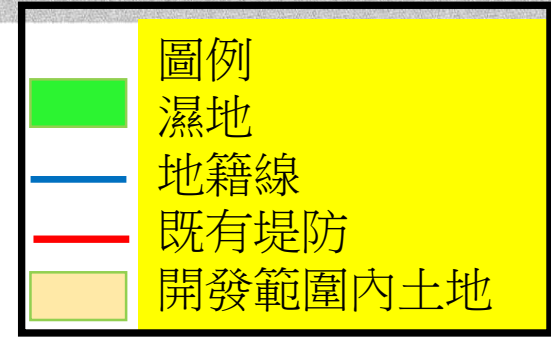 圖例
濕地
地籍線
既有堤防
開發範圍內土地